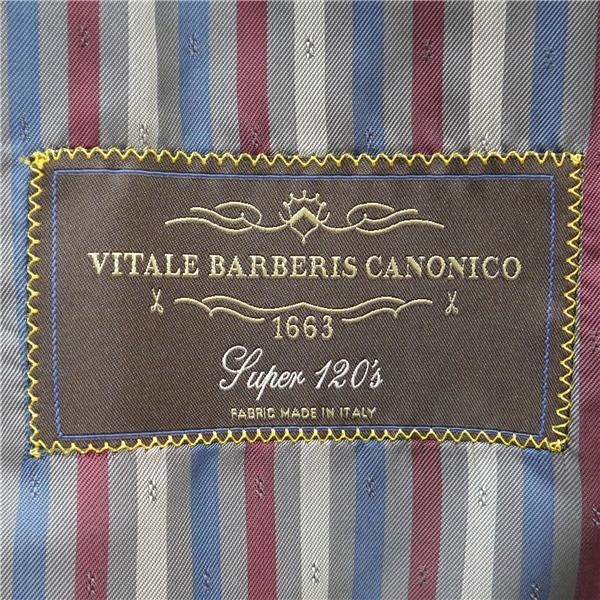 VITALE BARBERIS CANONICO
1663
Super 120's
FABRIC MADE IN ITALY